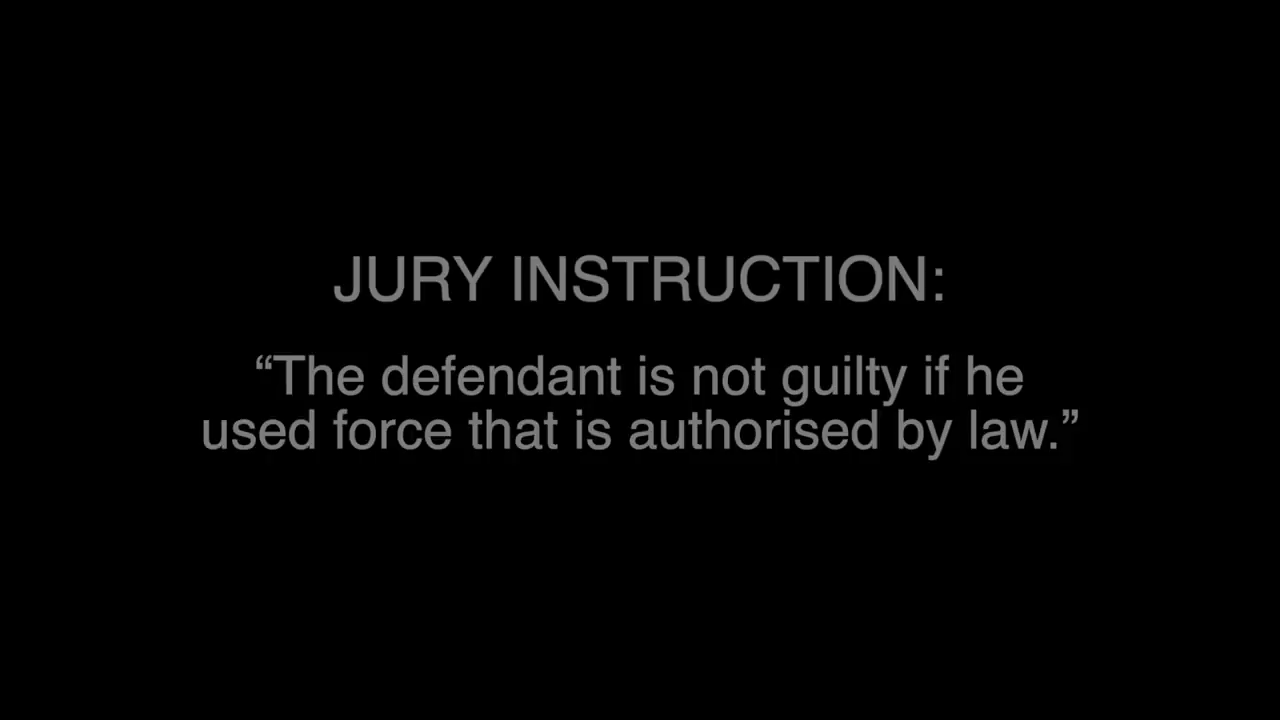 JURY INSTRUCTION:
“The defendant is not guilty if he
used force that is authorised by law.”